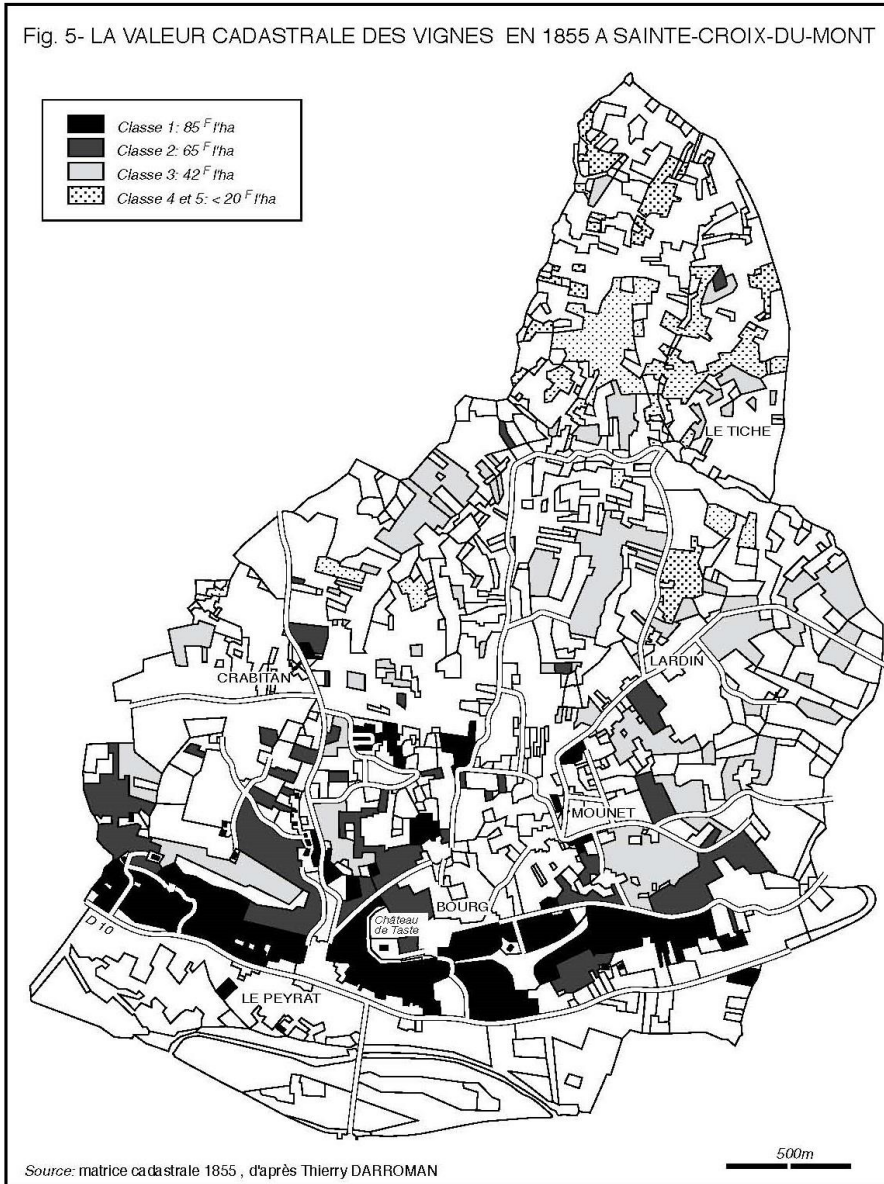 Fig. 5- LA VALEUR CADASTRALE DES VIGNES EN 1855 A SAINTE-CROIX-DU-MONT
Classe 1: 85 F l'ha
Classe 2: 65 F l'ha
Classe 3: 42 F l'ha
Classe 4 et 5: < 20 F l'ha
LE TICHE
LARDIN
CRABITAN
MOUNET
BOURG
Château
de Taste
D 10
LE PEYRAT
500m
Source: matrice cadastrale 1855 , d'après Thierry DARROMAN